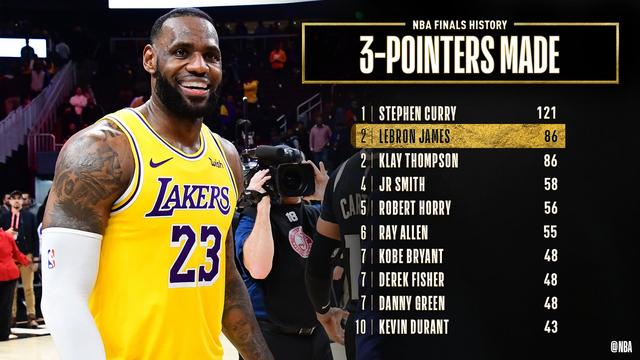 NBA FINALS HISTORY
3-POINTERS MADE
1 STEPHEN CURRY 121
2 LEBRON JAMES 86
2 KLAY THOMPSON 86
4 JR SMITH 58
5 ROBERT HORRY 56
6 RAY ALLEN 55
7 KOBE BRYANT 48
7 DEREK FISHER 48
7 DANNY GREEN 48
10 KEVIN DURANT 43
wish
LAKERS
23
18
@NBA